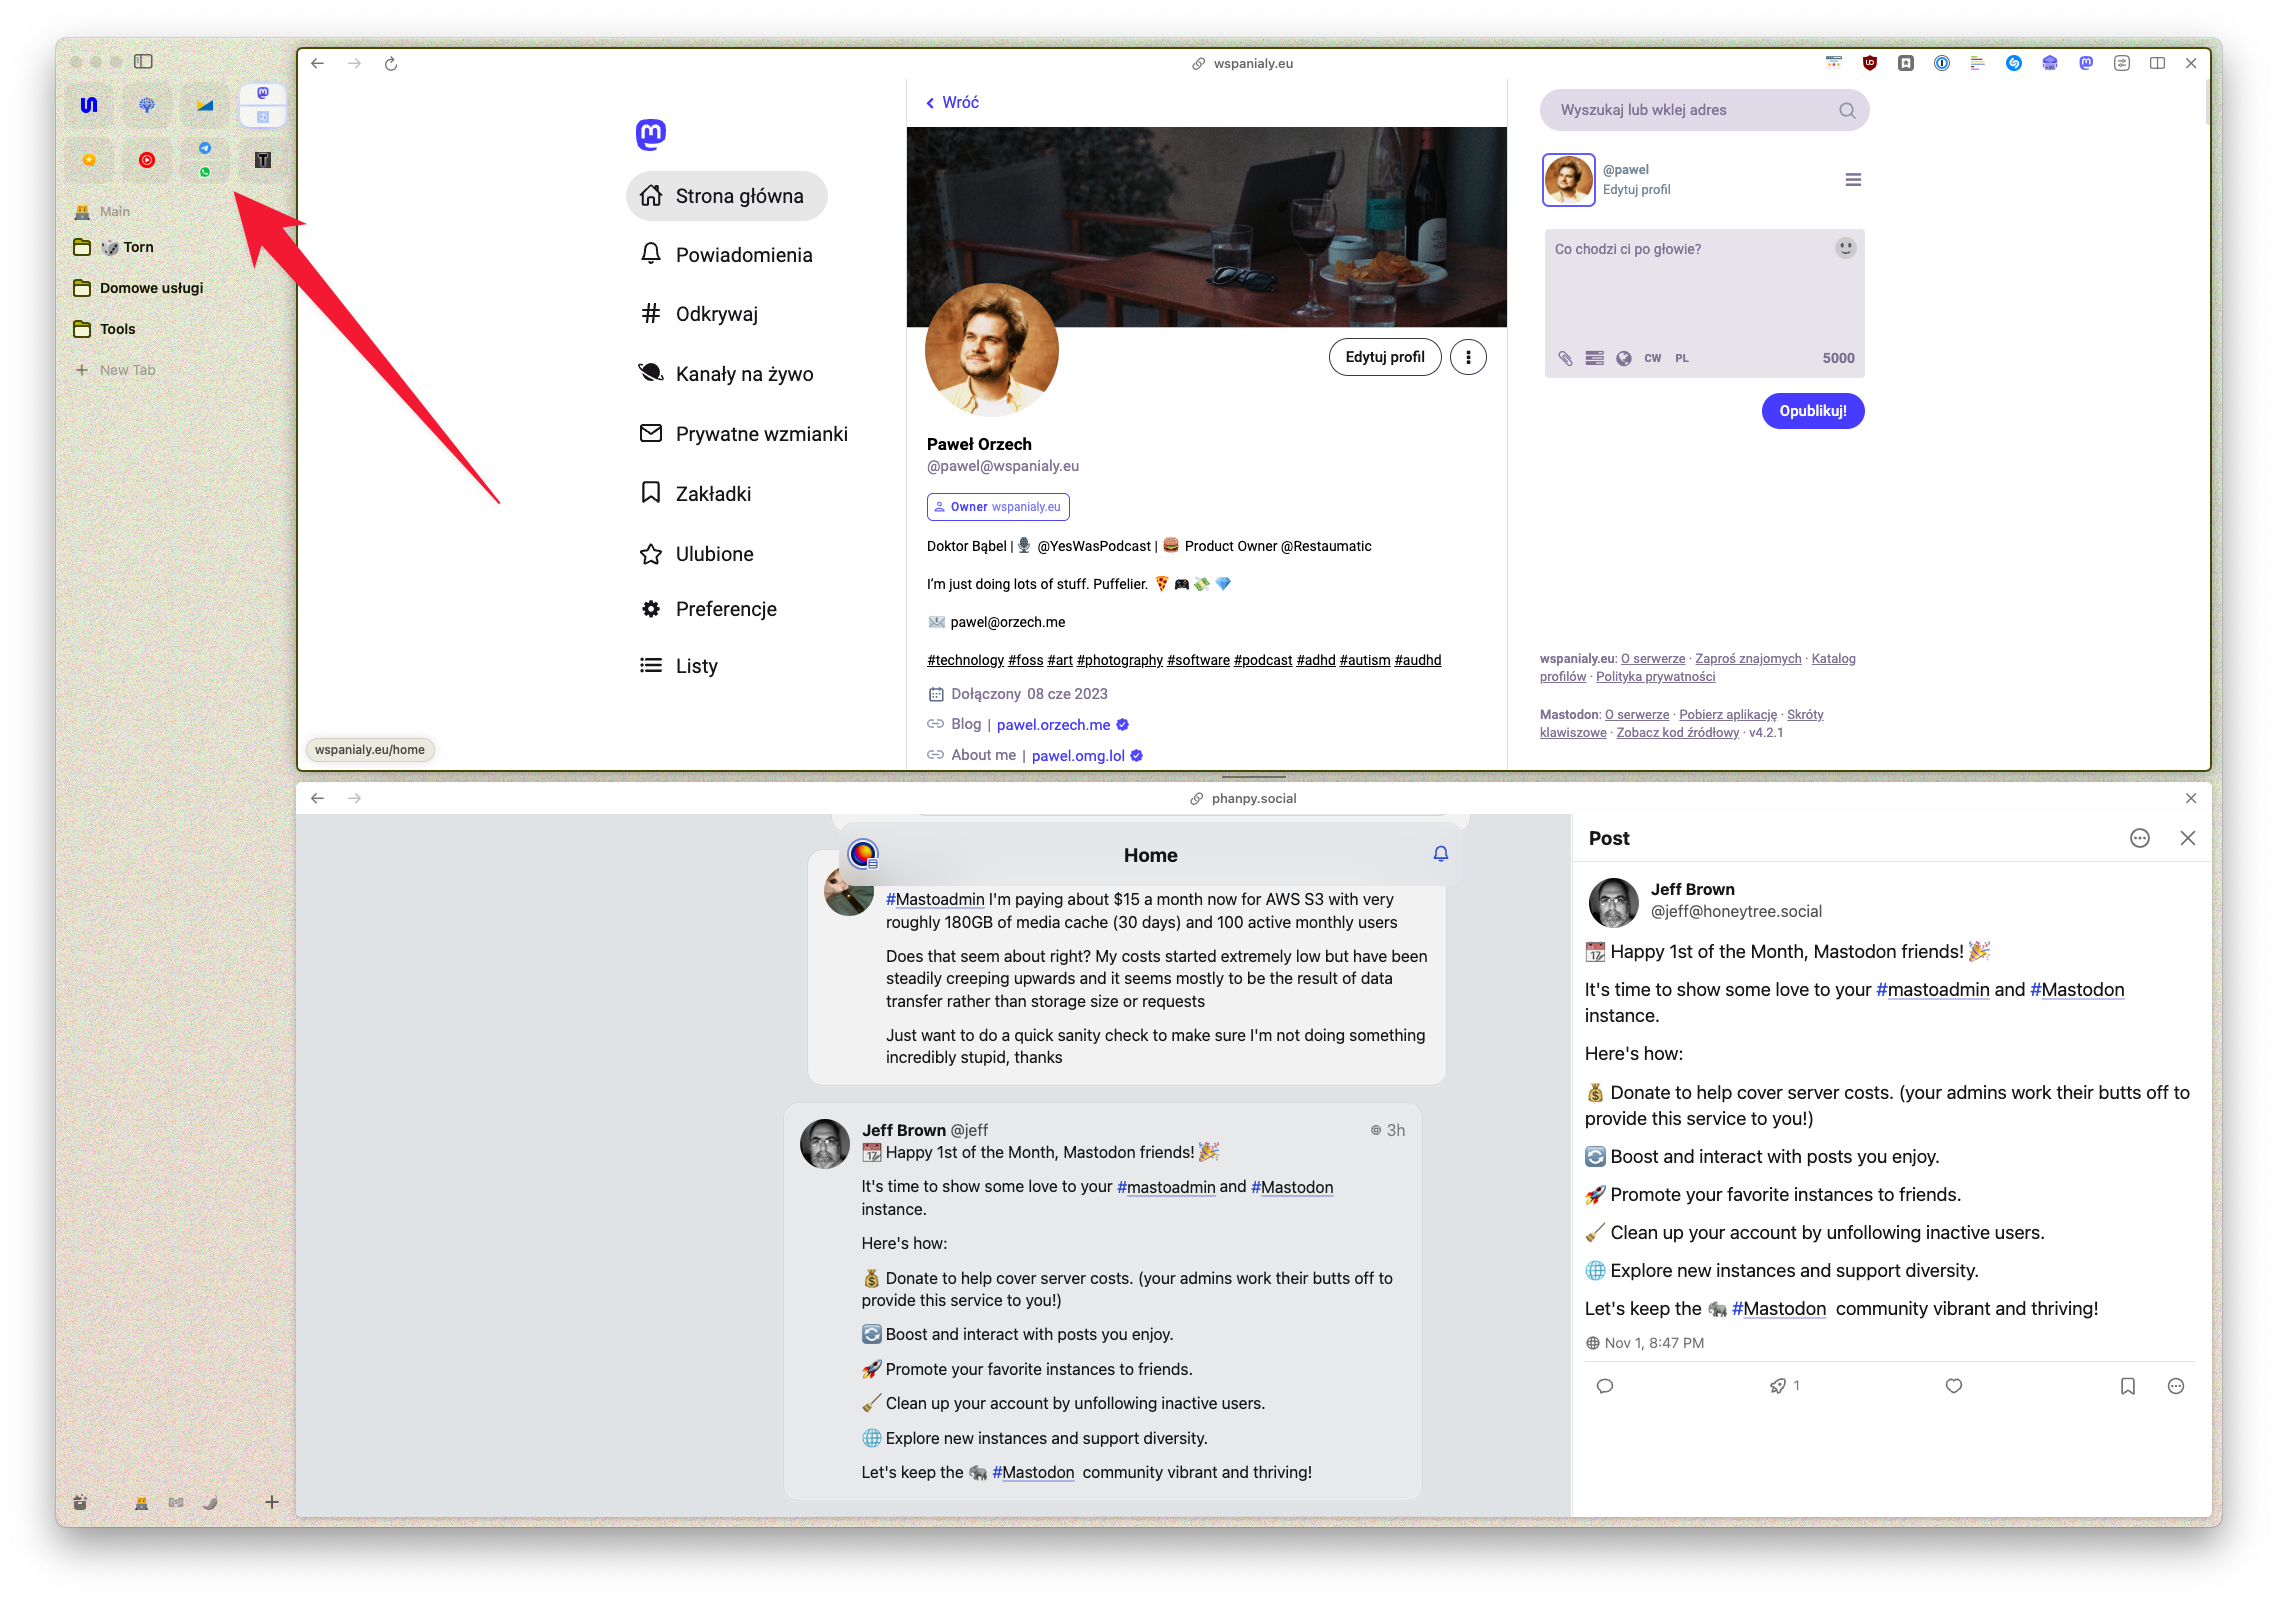 wspanialy.eu
Main
Torn
Domowe usługi
Tools
New Tab
Wróć
Strona główna
Powiadomienia
Odkrywaj
Kanały na żywo
Prywatne wzmianki
Zakładki
Ulubione
Preferencje
Listy
wspanialy.eu/home
Edytuj profil
Paweł Orzech
@pawel@wspanialy.eu
Owner wspanialy.eu
Doktor Bąbel | 🎙️ @YesWasPodcast | 🍔 Product Owner @Restaumatic
I'm just doing lots of stuff. Puffelier. 🍕 🎮 💸 💎
📧 pawel@orzech.me
#technology #foss #art #photography #software #podcast #adhd #autism #audhd
Dołączony 08 cze 2023
Blog | pawel.orzech.me
About me | pawel.omg.lol
Wyszukaj lub wklej adres
@pawel
Edytuj profil
Co chodzi ci po głowie?
CW PL 5000
Opublikuj!
wspanialy.eu: O serwerze · Zaproś znajomych · Katalog
profilów · Polityka prywatności
Mastodon: O serwerze · Pobierz aplikację · Skróty
klawiszowe · Zobacz kod źródłowy · v4.2.1
phanpy.social
Home
#Mastoadmin I'm paying about $15 a month now for AWS S3 with very
roughly 180GB of media cache (30 days) and 100 active monthly users
Does that seem about right? My costs started extremely low but have been
steadily creeping upwards and it seems mostly to be the result of data
transfer rather than storage size or requests
Just want to do a quick sanity check to make sure I'm not doing something
incredibly stupid, thanks
Jeff Brown @jeff 3h
📆 Happy 1st of the Month, Mastodon friends! 🎉
It's time to show some love to your #mastoadmin and #Mastodon
instance.
Here's how:
💰 Donate to help cover server costs. (your admins work their butts off to
provide this service to you!)
🔄 Boost and interact with posts you enjoy.
🚀 Promote your favorite instances to friends.
🧹 Clean up your account by unfollowing inactive users.
🌐 Explore new instances and support diversity.
Let's keep the 🐘 #Mastodon community vibrant and thriving!
Post
Jeff Brown
@jeff@honeytree.social
📆 Happy 1st of the Month, Mastodon friends! 🎉
It's time to show some love to your #mastoadmin and #Mastodon
instance.
Here's how:
💰 Donate to help cover server costs. (your admins work their butts off to
provide this service to you!)
🔄 Boost and interact with posts you enjoy.
🚀 Promote your favorite instances to friends.
🧹 Clean up your account by unfollowing inactive users.
🌐 Explore new instances and support diversity.
Let's keep the 🐘 #Mastodon community vibrant and thriving!
Nov 1, 8:47 PM
1